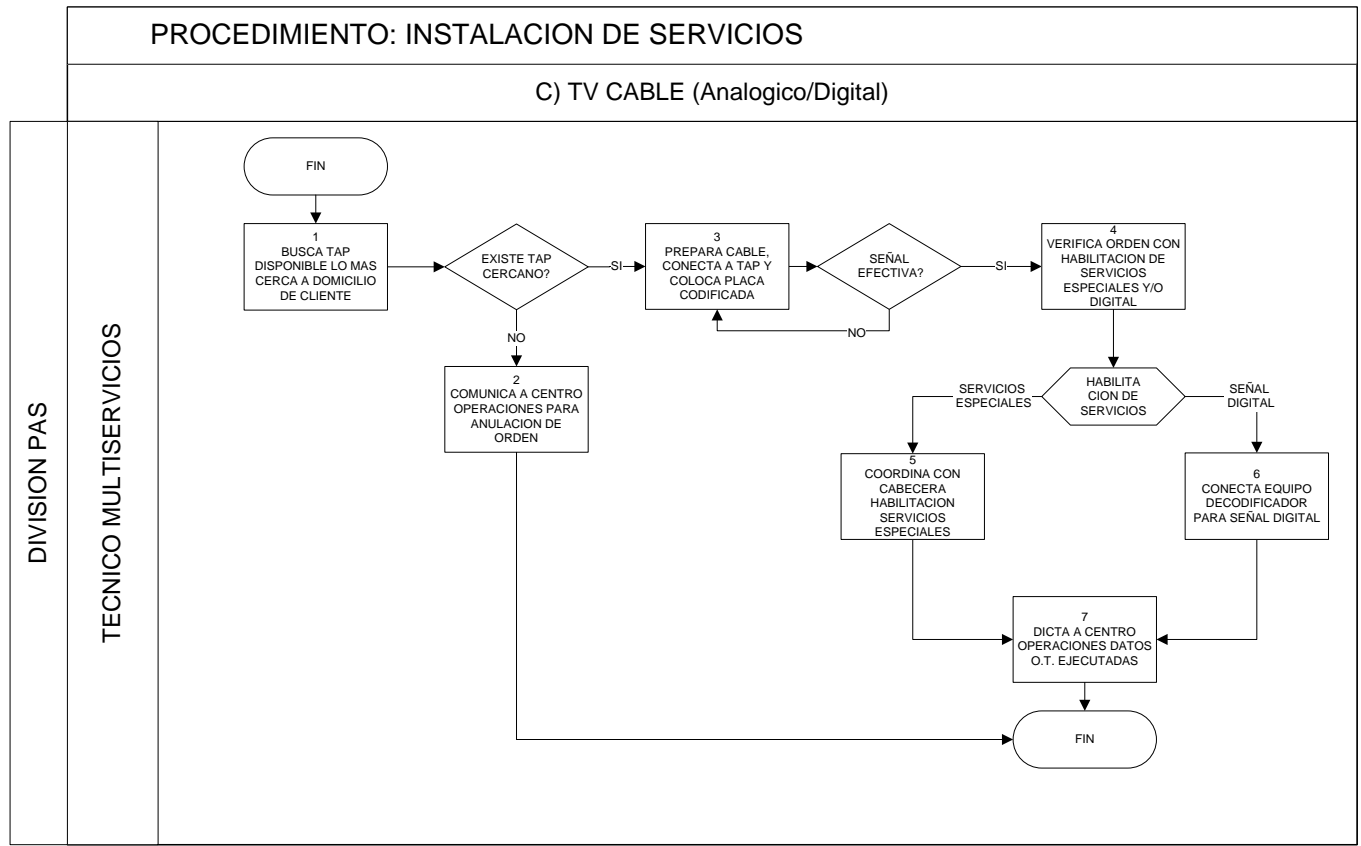 PROCEDIMIENTO: INSTALACION DE SERVICIOS
C) TV CABLE (Analogico/Digital)
DIVISION PAS
TECNICO MULTISERVICIOS
FIN
1
BUSCA TAP
DISPONIBLE LO MAS
CERCA A DOMICILIO
DE CLIENTE
EXISTE TAP
CERCANO?
SI
NO
2
COMUNICA A CENTRO
OPERACIONES PARA
ANULACION DE
ORDEN
3
PREPARA CABLE,
CONECTA A TAP Y
COLOCA PLACA
CODIFICADA
SEÑAL
EFECTIVA?
SI
NO
4
VERIFICA ORDEN CON
HABILITACION DE
SERVICIOS
ESPECIALES Y/O
DIGITAL
HABILITA
CION DE
SERVICIOS
SERVICIOS
ESPECIALES
SEÑAL
DIGITAL
5
COORDINA CON
CABECERA
HABILITACION
SERVICIOS
ESPECIALES
6
CONECTA EQUIPO
DECODIFICADOR
PARA SEÑAL DIGITAL
7
DICTA A CENTRO
OPERACIONES DATOS
O.T. EJECUTADAS
FIN